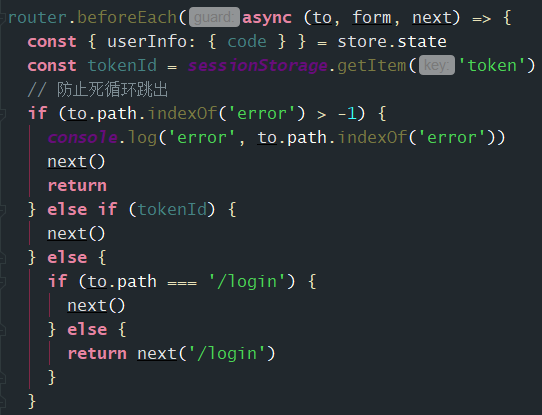 router.beforeEach( guard: async (to, form, next) => {
  const { userInfo: { code } } = store.state
  const tokenId = sessionStorage.getItem( key: 'token')
  // 防止死循环跳出
  if (to.path.indexOf('error') > -1) {
    console.log('error', to.path.indexOf('error'))
    next()
    return
  } else if (tokenId) {
    next()
  } else {
    if (to.path === '/login') {
      next()
    } else {
      return next('/login')
    }
  }